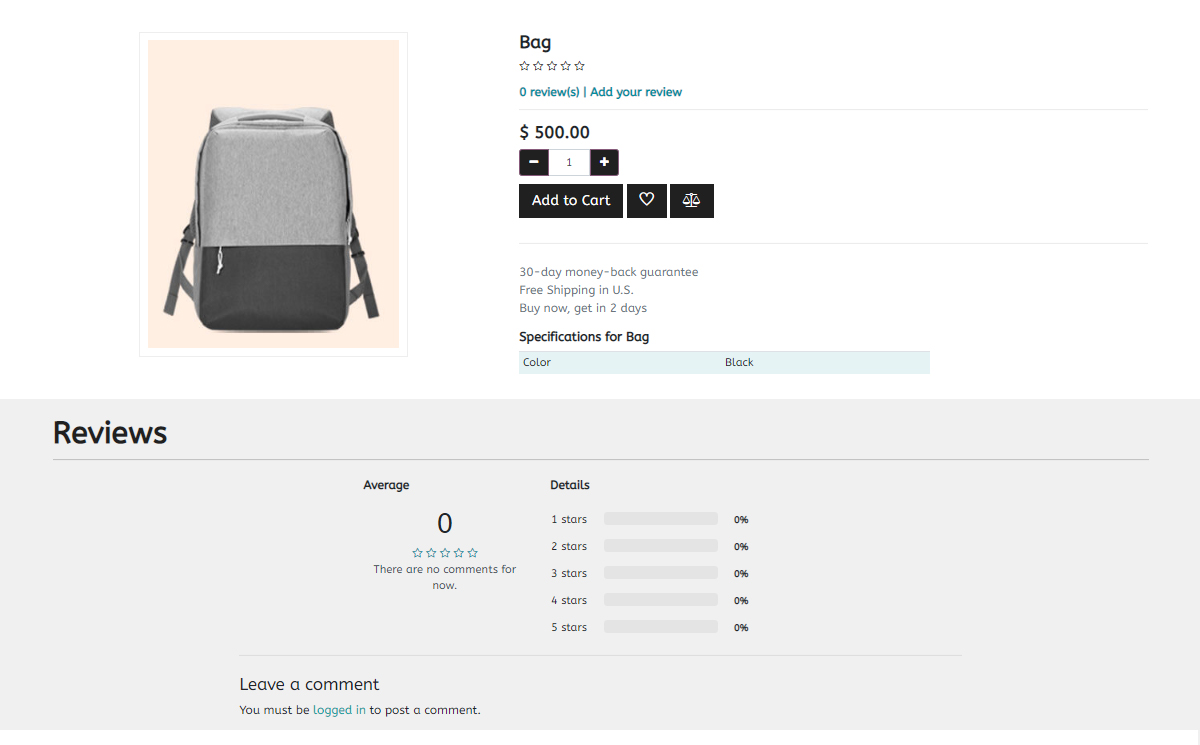 Bag
0 review(s) | Add your review
$ 500.00
1
Add to Cart
30-day money-back guarantee
Free Shipping in U.S.
Buy now, get in 2 days
Specifications for Bag
Color Black
Reviews
Average
0
There are no comments for
now.
Details
1 stars 0%
2 stars 0%
3 stars 0%
4 stars 0%
5 stars 0%
Leave a comment
You must be logged in to post a comment.